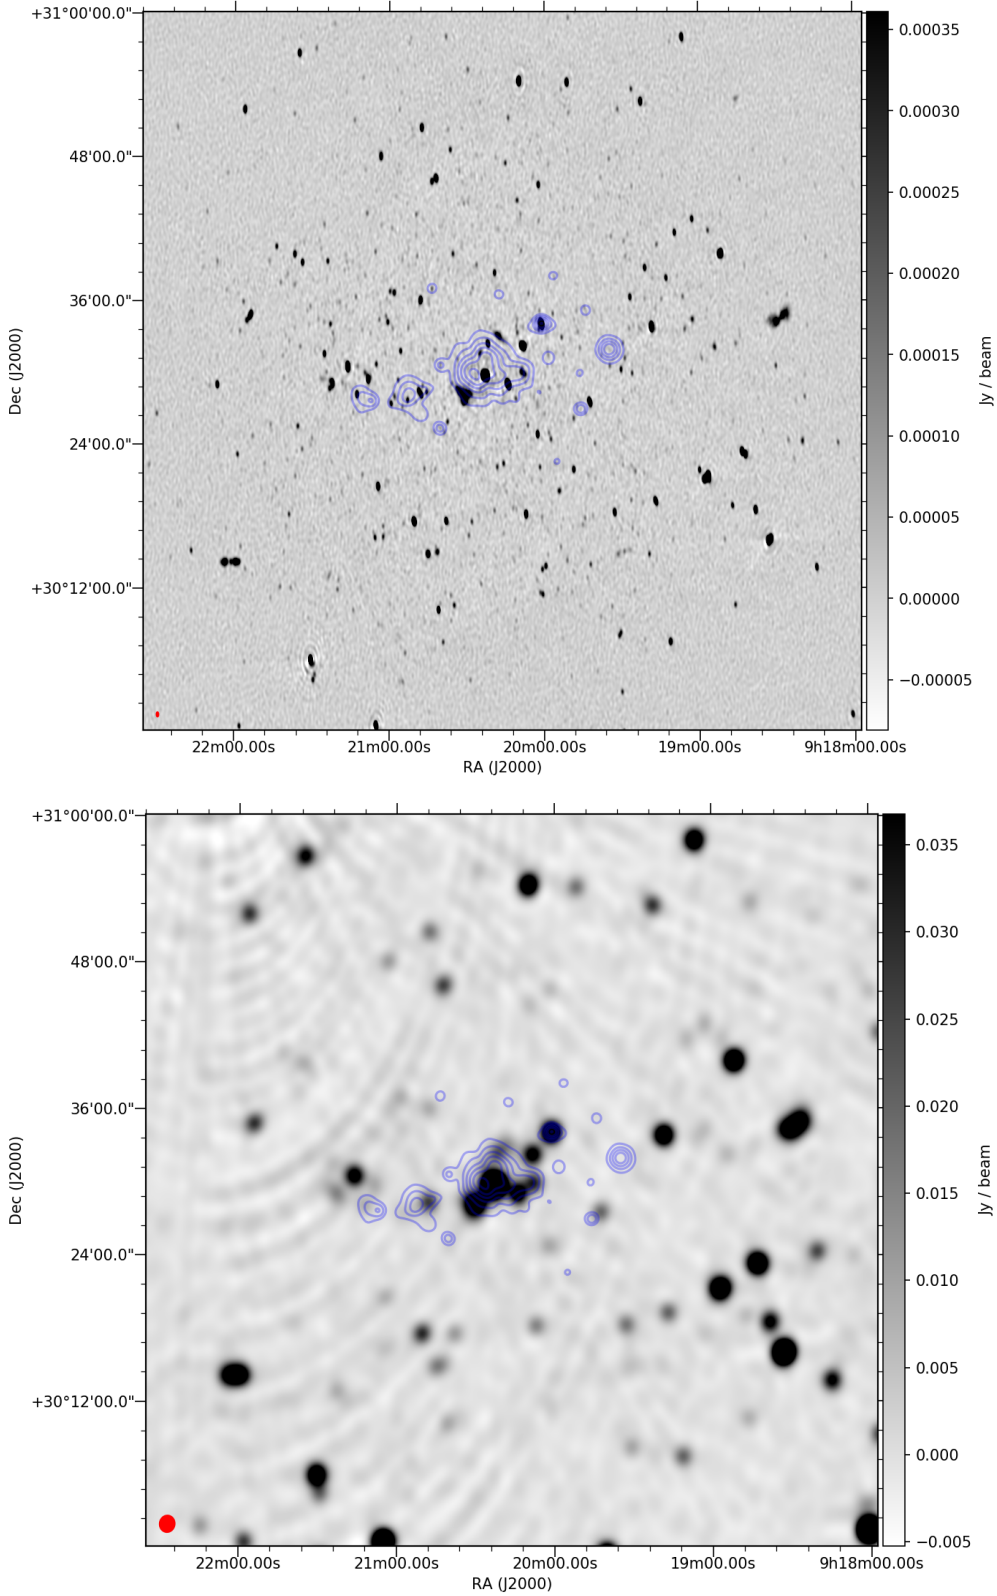 +31°00'00.0"
48'00.0"
36'00.0"
24'00.0"
+30°12'00.0"
Dec (J2000)
22m00.00s
21m00.00s
20m00.00s
19m00.00s
9h18m00.00s
RA (J2000)
0.00035
0.00030
0.00025
0.00020
0.00015
0.00010
0.00005
0.00000
−0.00005
Jy / beam
+31°00'00.0"
48'00.0"
36'00.0"
24'00.0"
+30°12'00.0"
Dec (J2000)
22m00.00s
21m00.00s
20m00.00s
19m00.00s
9h18m00.00s
RA (J2000)
0.035
0.030
0.025
0.020
0.015
0.010
0.005
0.000
−0.005
Jy / beam